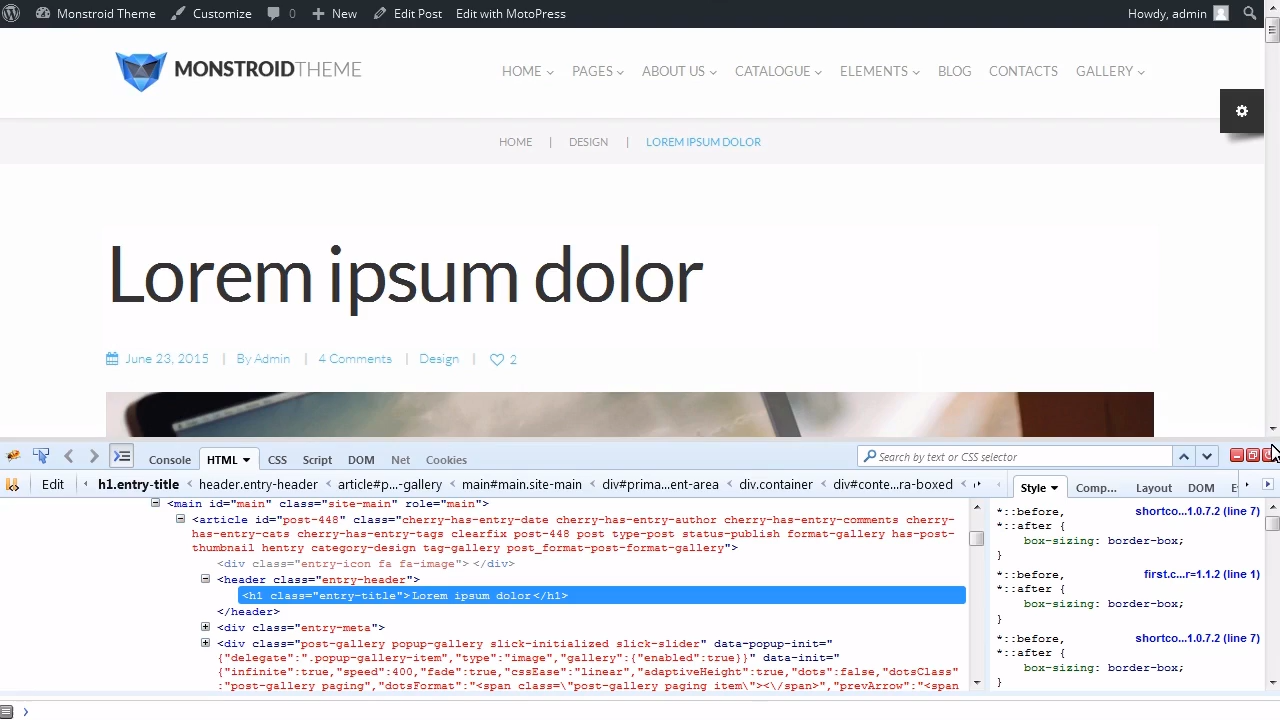 Monstroid Theme Customize 0 New Edit Post Edit with MotoPress Howdy, admin
MONSTROIDTHEME HOME PAGES ABOUT US CATALOGUE ELEMENTS BLOG CONTACTS GALLERY
HOME | DESIGN | LOREM IPSUM DOLOR
Lorem ipsum dolor
June 23, 2015 | By Admin | 4 Comments | Design | 2
Console HTML CSS Script DOM Net Cookies Search by text or CSS selector
Edit h1.entry-title < header.entry-header < article#p...-gallery < main#main.site-main < div#prima...ent-area < div.container < div#conte...ra-boxed <
Style Comp... Layout DOM E
<main id="main" class="site-main" role="main">
<article id="post-448" class="cherry-has-entry-date cherry-has-entry-author cherry-has-entry-comments cherry-
has-entry-cats cherry-has-entry-tags clearfix post-448 post type-post status-publish format-gallery has-post-
thumbnail hentry category-design tag-gallery post_format-post-format-gallery">
<div class="entry-icon fa fa-image"> </div>
<header class="entry-header">
<h1 class="entry-title">Lorem ipsum dolor</h1>
</header>
<div class="entry-meta">
<div class="post-gallery popup-gallery slick-initialized slick-slider" data-popup-init="
{"delegate":".popup-gallery-item","type":"image","gallery":{"enabled":true}}" data-init="
{"infinite":true,"speed":400,"fade":true,"cssEase":"linear","adaptiveHeight":true,"dots":false,"dotsClass"
:"post-gallery paging","dotsFormat":"<span class=\"post-gallery paging item\"><\/span>","prevArrow":"<span
*::before, shortco...1.0.7.2 (line 7)
*::after {
box-sizing: border-box;
}
*::before, first.c...r=1.1.2 (line 1)
*::after {
box-sizing: border-box;
}
*::before, shortco...1.0.7.2 (line 7)
*::after {
box-sizing: border-box;
}